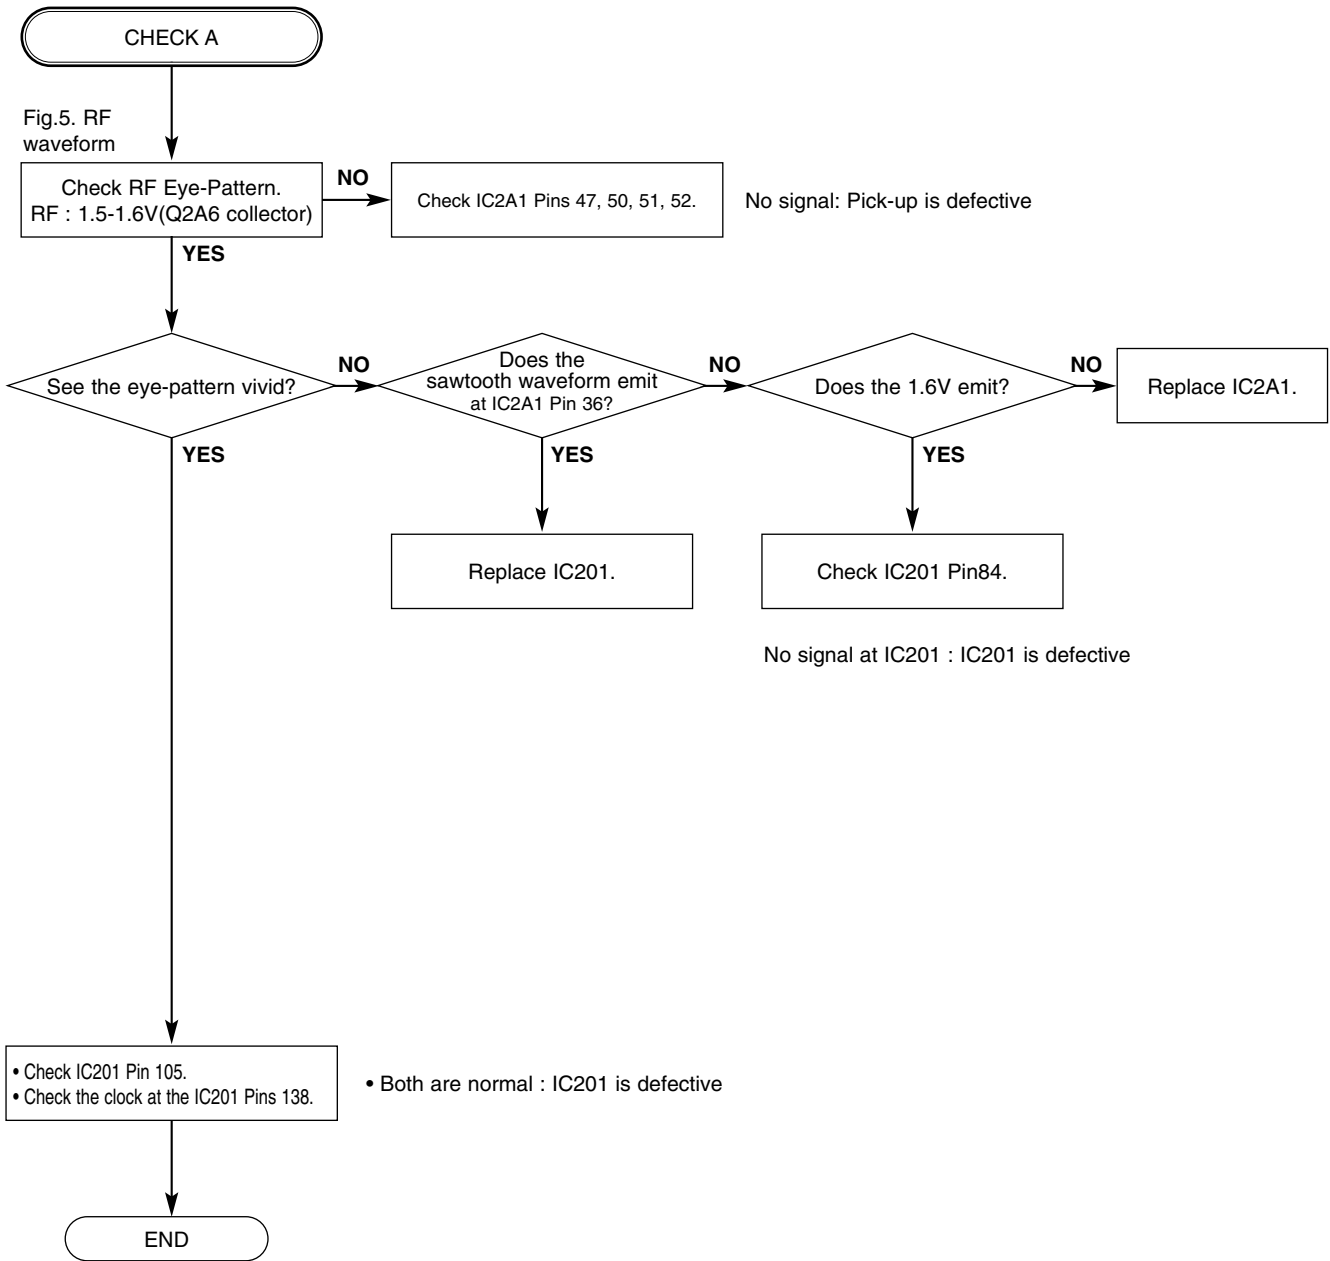 CHECK A
Fig.5. RF
waveform
Check RF Eye-Pattern.
RF : 1.5-1.6V(Q2A6 collector)
NO
Check IC2A1 Pins 47, 50, 51, 52.
No signal: Pick-up is defective
YES
See the eye-pattern vivid?
NO
Does the
sawtooth waveform emit
at IC2A1 Pin 36?
NO
Does the 1.6V emit?
NO
Replace IC2A1.
YES
YES
YES
Replace IC201.
Check IC201 Pin84.
No signal at IC201 : IC201 is defective
• Check IC201 Pin 105.
• Check the clock at the IC201 Pins 138.
• Both are normal : IC201 is defective
END